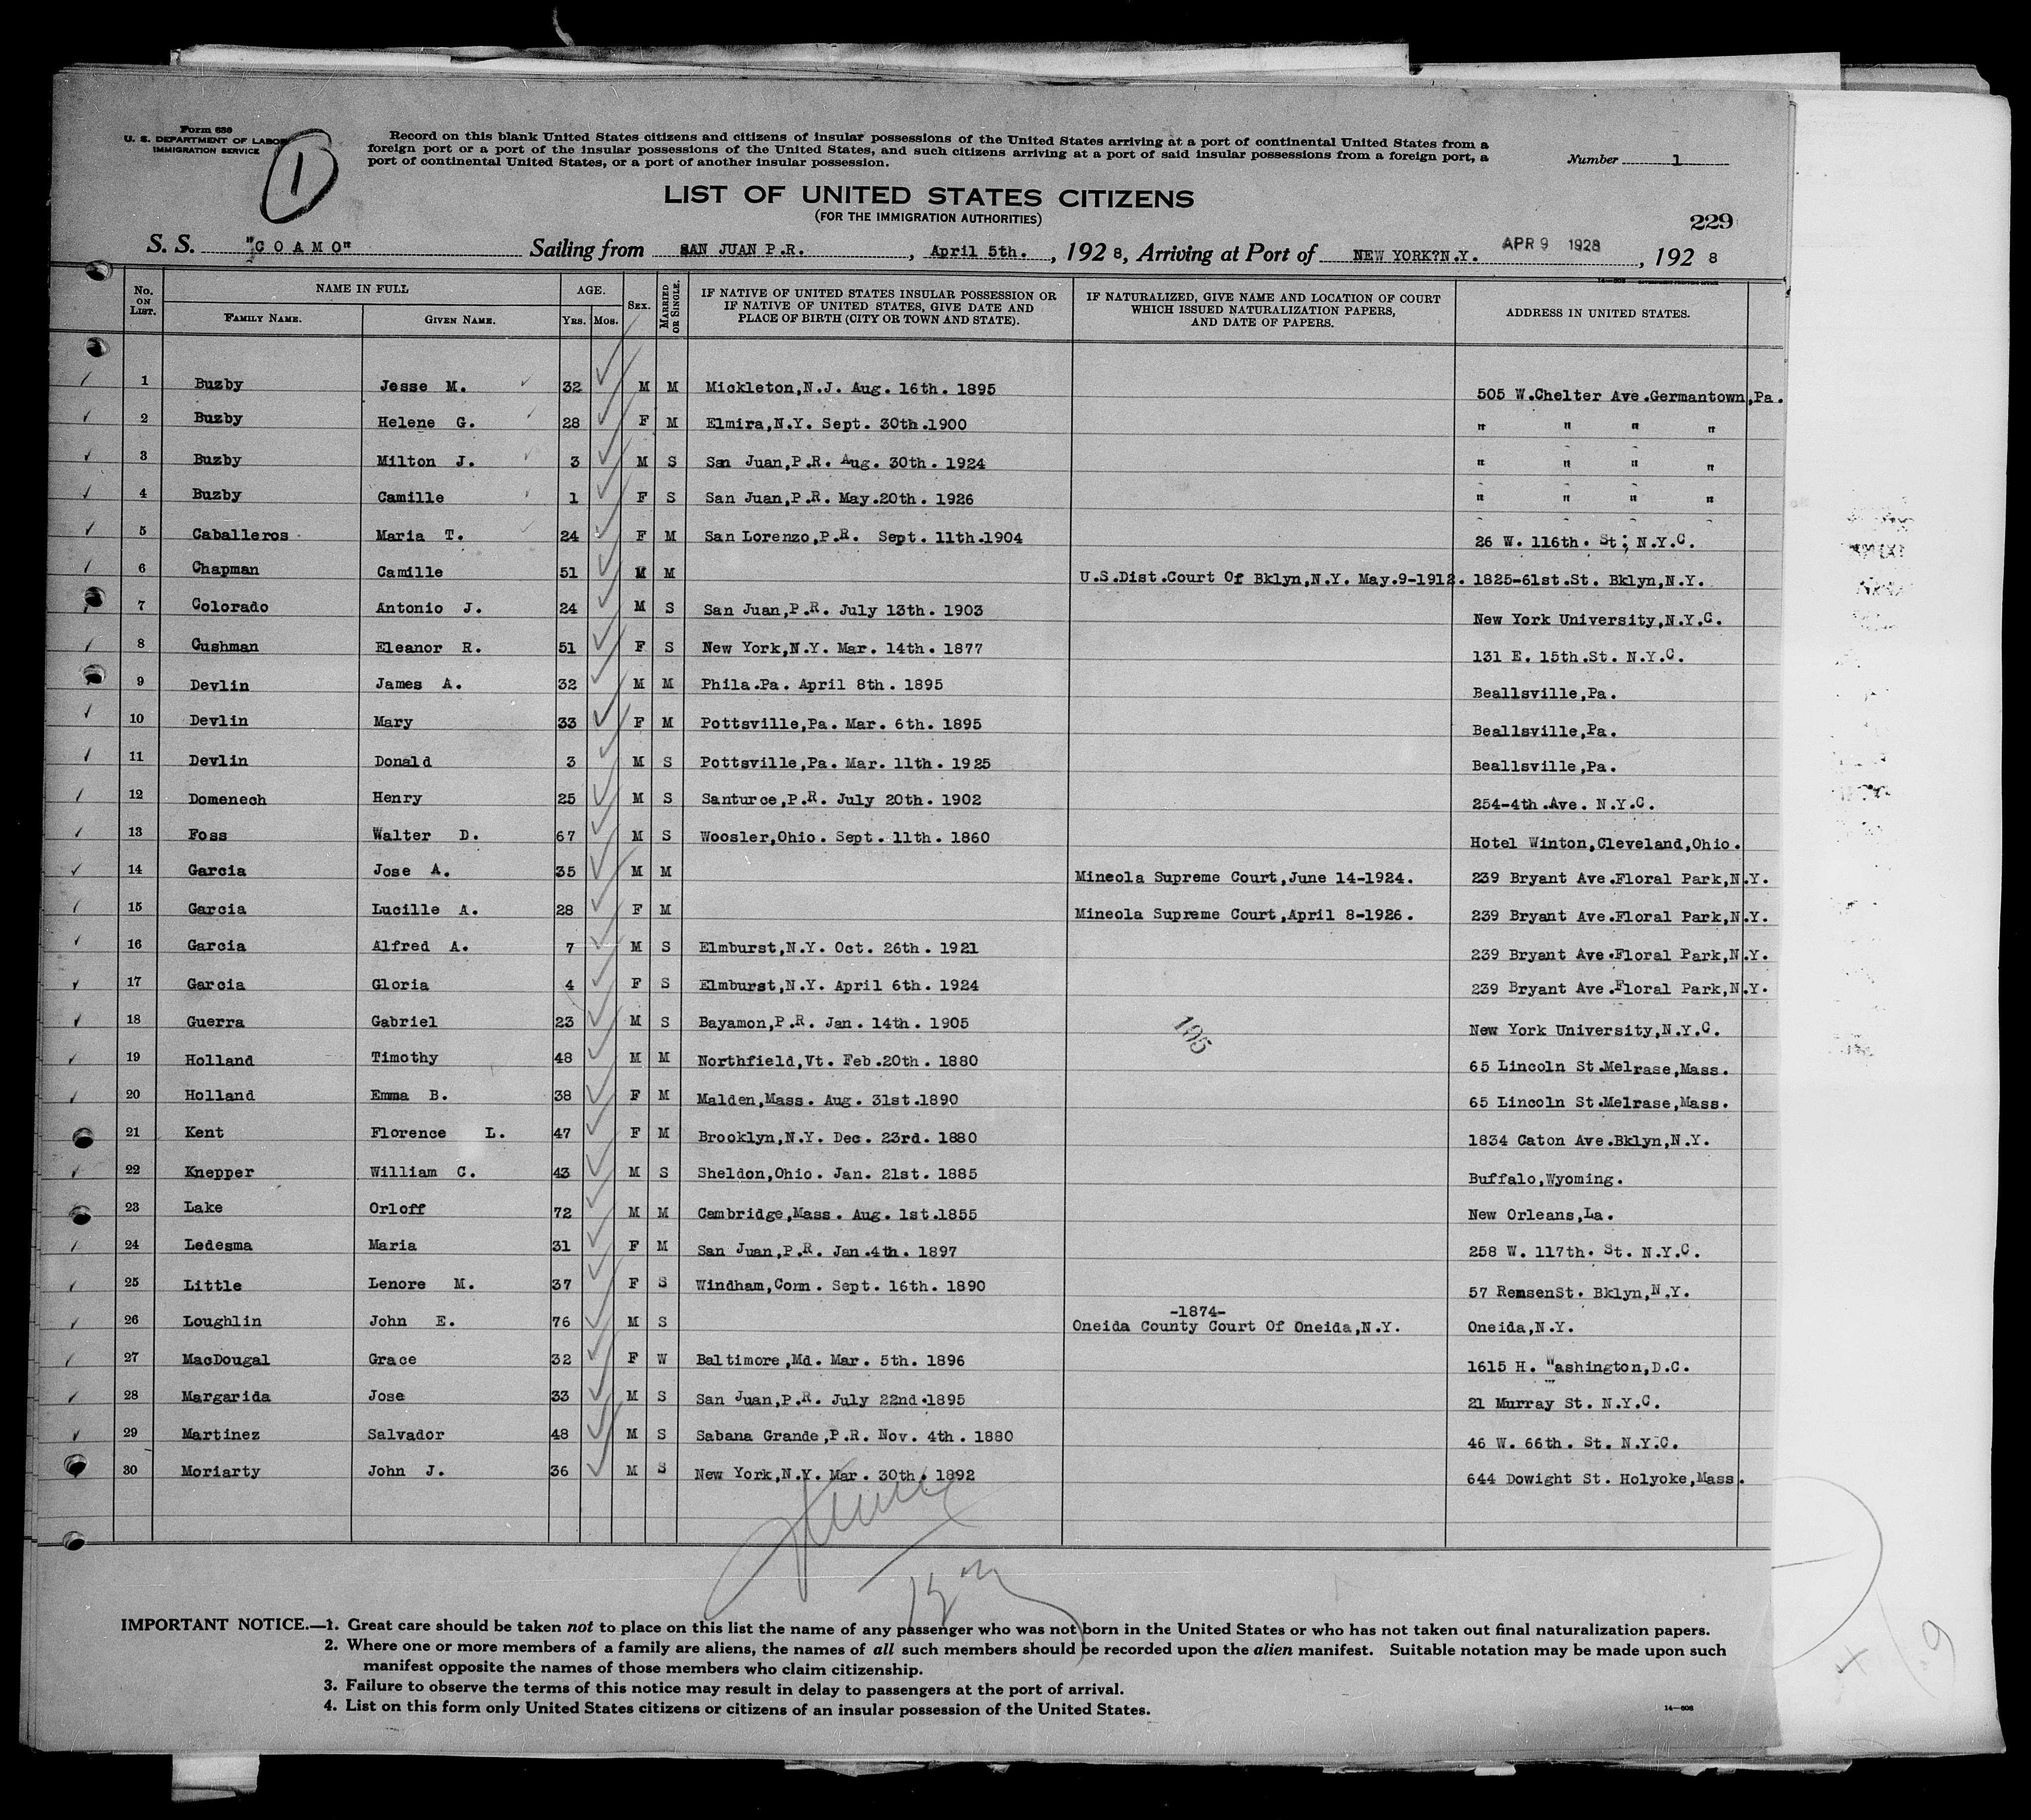 Form 630
U. S. DEPARTMENT OF LABOR
IMMIGRATION SERVICE
1
Record on this blank United States citizens and citizens of insular possessions of the United States arriving at a port of continental United States from a
foreign port or a port of the insular possessions of the United States, and such citizens arriving at a port of said insular possessions from a foreign port, a
port of continental United States, or a port of another insular possession.
Number 1
LIST OF UNITED STATES CITIZENS
(FOR THE IMMIGRATION AUTHORITIES)
229
S. S. "COAMO" Sailing from SAN JUAN P.R. , April 5th. , 192 8, Arriving at Port of NEW YORK?N.Y. APR 9 1928 , 192 8
No. ON LIST. NAME IN FULL FAMILY NAME. GIVEN NAME. AGE. YRS. MOS. SEX. MARRIED OR SINGLE. IF NATIVE OF UNITED STATES INSULAR POSSESSION OR IF NATIVE OF UNITED STATES, GIVE DATE AND PLACE OF BIRTH (CITY OR TOWN AND STATE). IF NATURALIZED, GIVE NAME AND LOCATION OF COURT WHICH ISSUED NATURALIZATION PAPERS, AND DATE OF PAPERS. ADDRESS IN UNITED STATES.
1 Buzby Jesse M. 32 M M Mickleton,N.J. Aug. 16th. 1895 505 W.Chelter Ave.Germantown,Pa.
2 Buzby Helene G. 28 F M Elmira,N.Y. Sept. 30th.1900 " " " "
3 Buzby Milton J. 3 M S San Juan,P.R. Aug. 30th. 1924 " " " "
4 Buzby Camille 1 F S San Juan,P.R. May.20th. 1926 " " " "
5 Caballeros Maria T. 24 F M San Lorenzo,P.R. Sept. 11th.1904 26 W. 116th. St; N.Y.C.
6 Chapman Camille 51 M M U.S.Dist.Court Of Bklyn,N.Y. May.9-1912. 1825-61st.St. Bklyn,N.Y.
7 Colorado Antonio J. 24 M S San Juan,P.R. July 13th. 1903 New York University,N.Y.C.
8 Cushman Eleanor R. 51 F S New York,N.Y. Mar. 14th. 1877 131 E. 15th.St. N.Y.C.
9 Devlin James A. 32 M M Phila.Pa. April 8th. 1895 Beallsville,Pa.
10 Devlin Mary 33 F M Pottsville,Pa. Mar. 6th. 1895 Beallsville,Pa.
11 Devlin Donald 3 M S Pottsville,Pa. Mar. 11th. 1925 Beallsville,Pa.
12 Domenech Henry 25 M S Santurce,P.R. July 20th. 1902 254-4th.Ave. N.Y.C.
13 Foss Walter D. 67 M S Woosler,Ohio. Sept. 11th. 1860 Hotel Winton,Cleveland,Ohio.
14 Garcia Jose A. 35 M M Mineola Supreme Court,June 14-1924. 239 Bryant Ave.Floral Park,N.Y.
15 Garcia Lucille A. 28 F M Mineola Supreme Court,April 8-1926. 239 Bryant Ave.Floral Park,N.Y.
16 Garcia Alfred A. 7 M S Elmburst,N.Y. Oct. 26th. 1921 239 Bryant Ave.Floral Park,N.Y.
17 Garcia Gloria 4 F S Elmburst,N.Y. April 6th. 1924 239 Bryant Ave.Floral Park,N.Y.
18 Guerra Gabriel 23 M S Bayamon,P.R. Jan. 14th. 1905 195 New York University,N.Y.C.
19 Holland Timothy 48 M M Northfield,Vt. Feb.20th. 1880 65 Lincoln St.Melrase,Mass.
20 Holland Emma B. 38 F M Malden,Mass. Aug. 31st.1890 65 Lincoln St.Melrase,Mass.
21 Kent Florence L. 47 F M Brooklyn,N.Y. Dec. 23rd. 1880 1834 Caton Ave.Bklyn,N.Y.
22 Knepper William C. 43 M S Sheldon,Ohio. Jan. 21st. 1885 Buffalo,Wyoming.
23 Lake Orloff 72 M M Cambridge,Mass. Aug. 1st.1855 New Orleans,La.
24 Ledesma Maria 31 F M San Juan,P.R. Jan.4th. 1897 258 W. 117th. St. N.Y.C.
25 Little Lenore M. 37 F S Windham,Conn. Sept. 16th. 1890 57 RemsenSt. Bklyn,N.Y.
26 Loughlin John E. 76 M S -1874- Oneida County Court Of Oneida,N.Y. Oneida,N.Y.
27 MacDougal Grace 32 F W Baltimore,Md. Mar. 5th. 1896 1615 H. Washington,D.C.
28 Margarida Jose 33 M S San Juan,P.R. July 22nd.1895 21 Murray St. N.Y.C.
29 Martinez Salvador 48 M S Sabana Grande,P.R. Nov. 4th. 1880 46 W. 66th. St. N.Y.C.
30 Moriarty John J. 36 M S New York,N.Y. Mar. 30th. 1892 644 Dowight St. Holyoke,Mass.
IMPORTANT NOTICE.—1. Great care should be taken not to place on this list the name of any passenger who was not born in the United States or who has not taken out final naturalization papers.
2. Where one or more members of a family are aliens, the names of all such members should be recorded upon the alien manifest. Suitable notation may be made upon such
manifest opposite the names of those members who claim citizenship.
3. Failure to observe the terms of this notice may result in delay to passengers at the port of arrival.
4. List on this form only United States citizens or citizens of an insular possession of the United States.
14—608